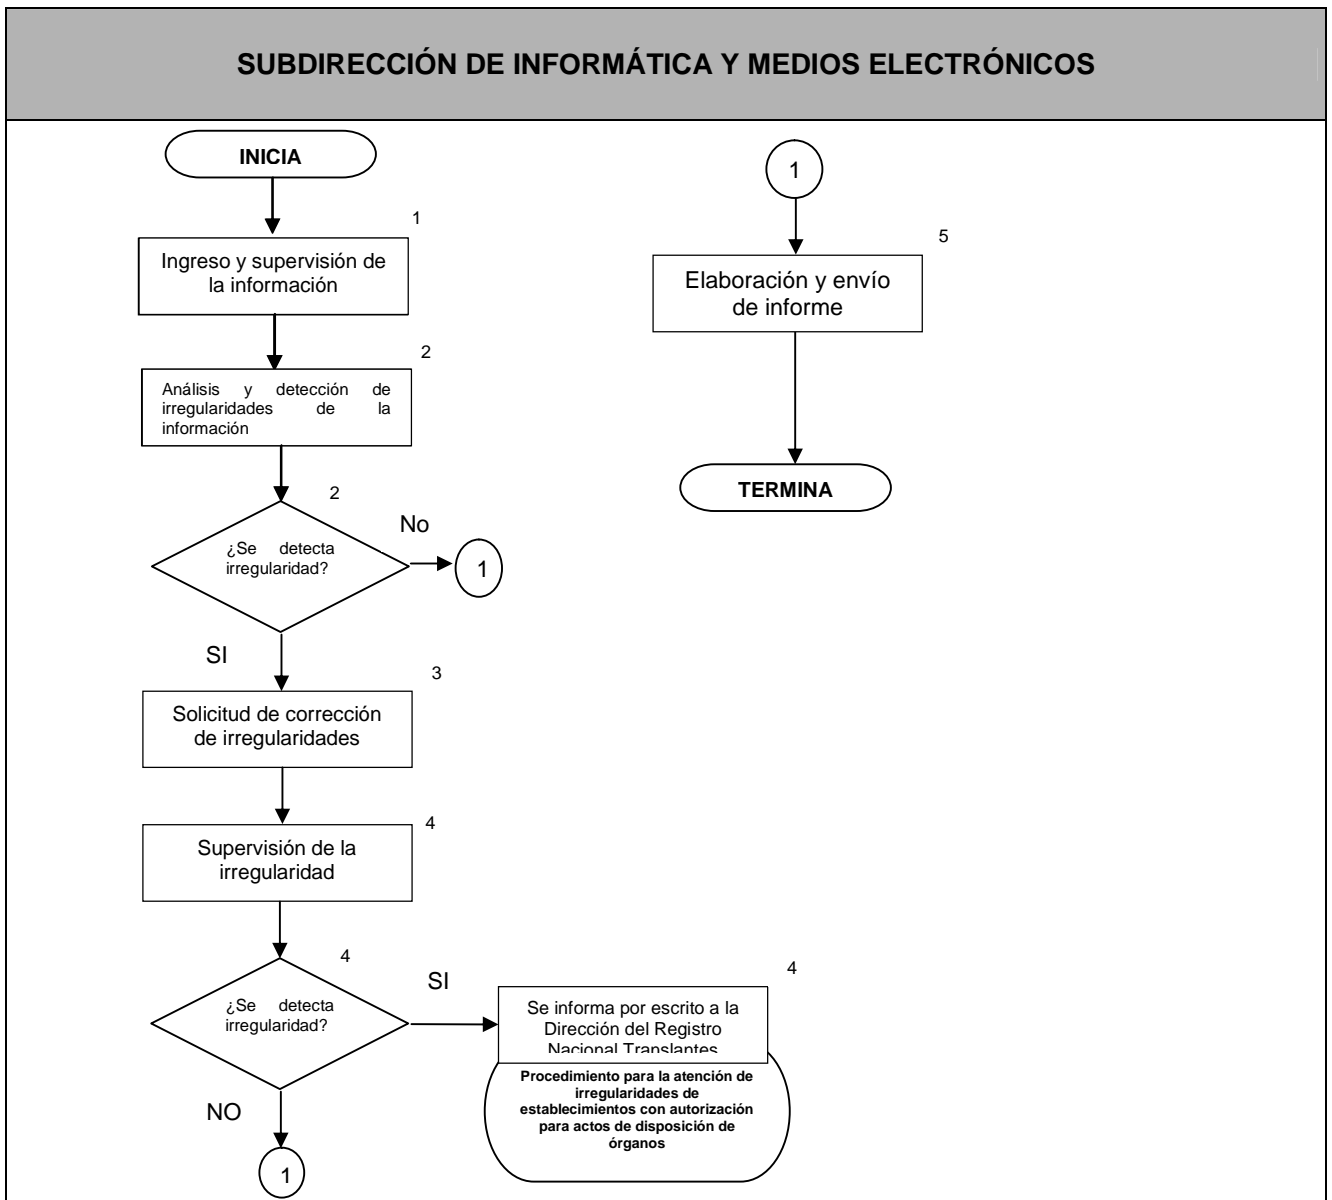 SUBDIRECCIÓN DE INFORMÁTICA Y MEDIOS ELECTRÓNICOS
INICIA
1
Ingreso y supervisión de
la información
2
Análisis y detección de
irregularidades de la
información
2
¿Se detecta
irregularidad?
No
1
SI
3
Solicitud de corrección
de irregularidades
4
Supervisión de la
irregularidad
4
¿Se detecta
irregularidad?
SI
4
Se informa por escrito a la
Dirección del Registro
Nacional Translantes
Procedimiento para la atención de
irregularidades de
establecimientos con autorización
para actos de disposición de
órganos
NO
1
1
5
Elaboración y envío
de informe
TERMINA